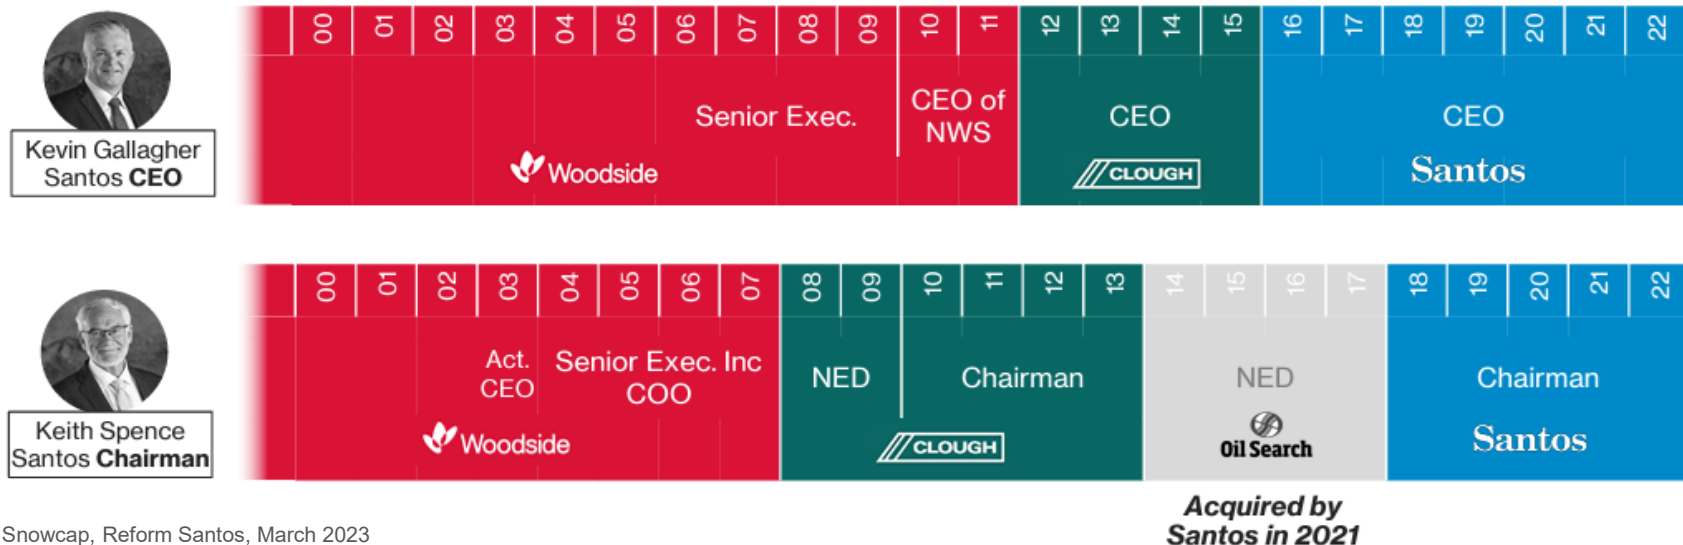 00 01 02 03 04 05 06 07 08 09 10 11 12 13 14 15 16 17 18 19 20 21 22
Kevin Gallagher
Santos CEO
Senior Exec.
CEO of
NWS
Woodside
CEO
CLOUGH
CEO
Santos
00 01 02 03 04 05 06 07 08 09 10 11 12 13 14 15 16 17 18 19 20 21 22
Keith Spence
Santos Chairman
Act.
CEO
Senior Exec. Inc
COO
Woodside
NED
Chairman
CLOUGH
NED
Oil Search
Chairman
Santos
Acquired by
Santos in 2021
Snowcap, Reform Santos, March 2023